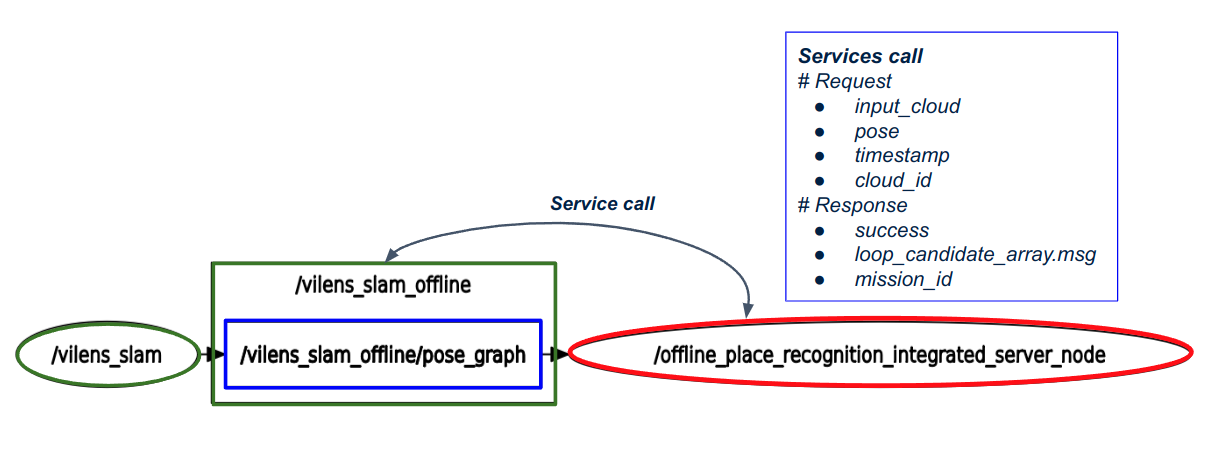 Services call
# Request
● input_cloud
● pose
● timestamp
● cloud_id
# Response
● success
● loop_candidate_array.msg
● mission_id
Service call
/vilens_slam_offline
/vilens_slam
/vilens_slam_offline/pose_graph
/offline_place_recognition_integrated_server_node